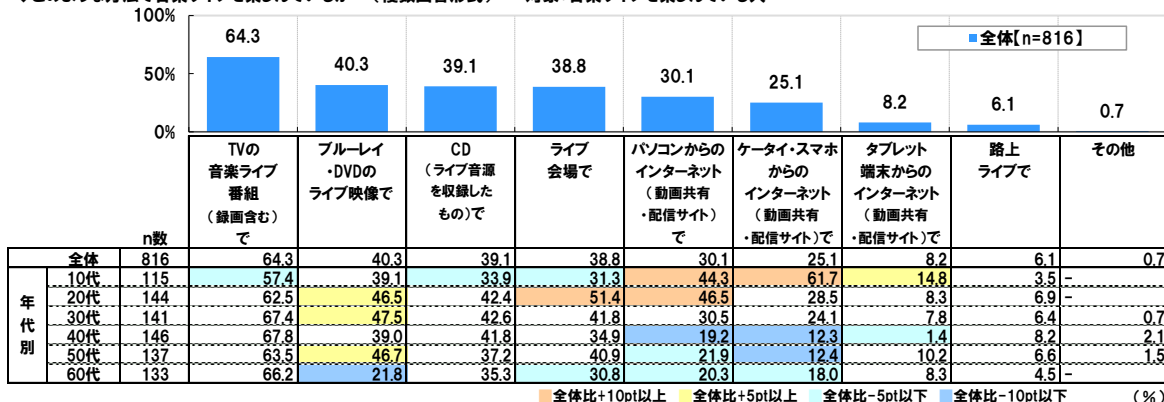 100%
50%
0%
64.3
40.3
39.1
38.8
30.1
25.1
8.2
6.1
0.7
■全体【n=816】
n数
TVの
音楽ライブ
番組
(録画含む)
で
ブルーレイ
・DVDの
ライブ映像で
CD
(ライブ音源
を収録した
もの)で
ライブ
会場で
パソコンからの
インターネット
(動画共有
・配信サイト)
で
ケータイ・スマホ
からの
インターネット
(動画共有
・配信サイト)で
タブレット
端末からの
インターネット
(動画共有
・配信サイト)で
路上
ライブで
その他
全体 816 64.3 40.3 39.1 38.8 30.1 25.1 8.2 6.1 0.7
年代別
10代 115 57.4 39.1 33.9 31.3 44.3 61.7 14.8 3.5 -
20代 144 62.5 46.5 42.4 51.4 46.5 28.5 8.3 6.9 -
30代 141 67.4 47.5 42.6 41.8 30.5 24.1 7.8 6.4 0.7
40代 146 67.8 39.0 41.8 34.9 19.2 12.3 1.4 8.2 2.1
50代 137 63.5 46.7 37.2 40.9 21.9 12.4 10.2 6.6 1.5
60代 133 66.2 21.8 35.3 30.8 20.3 18.0 8.3 4.5 -
■全体比+10pt以上 ■全体比+5pt以上 ■全体比-5pt以下 ■全体比-10pt以下 (%)